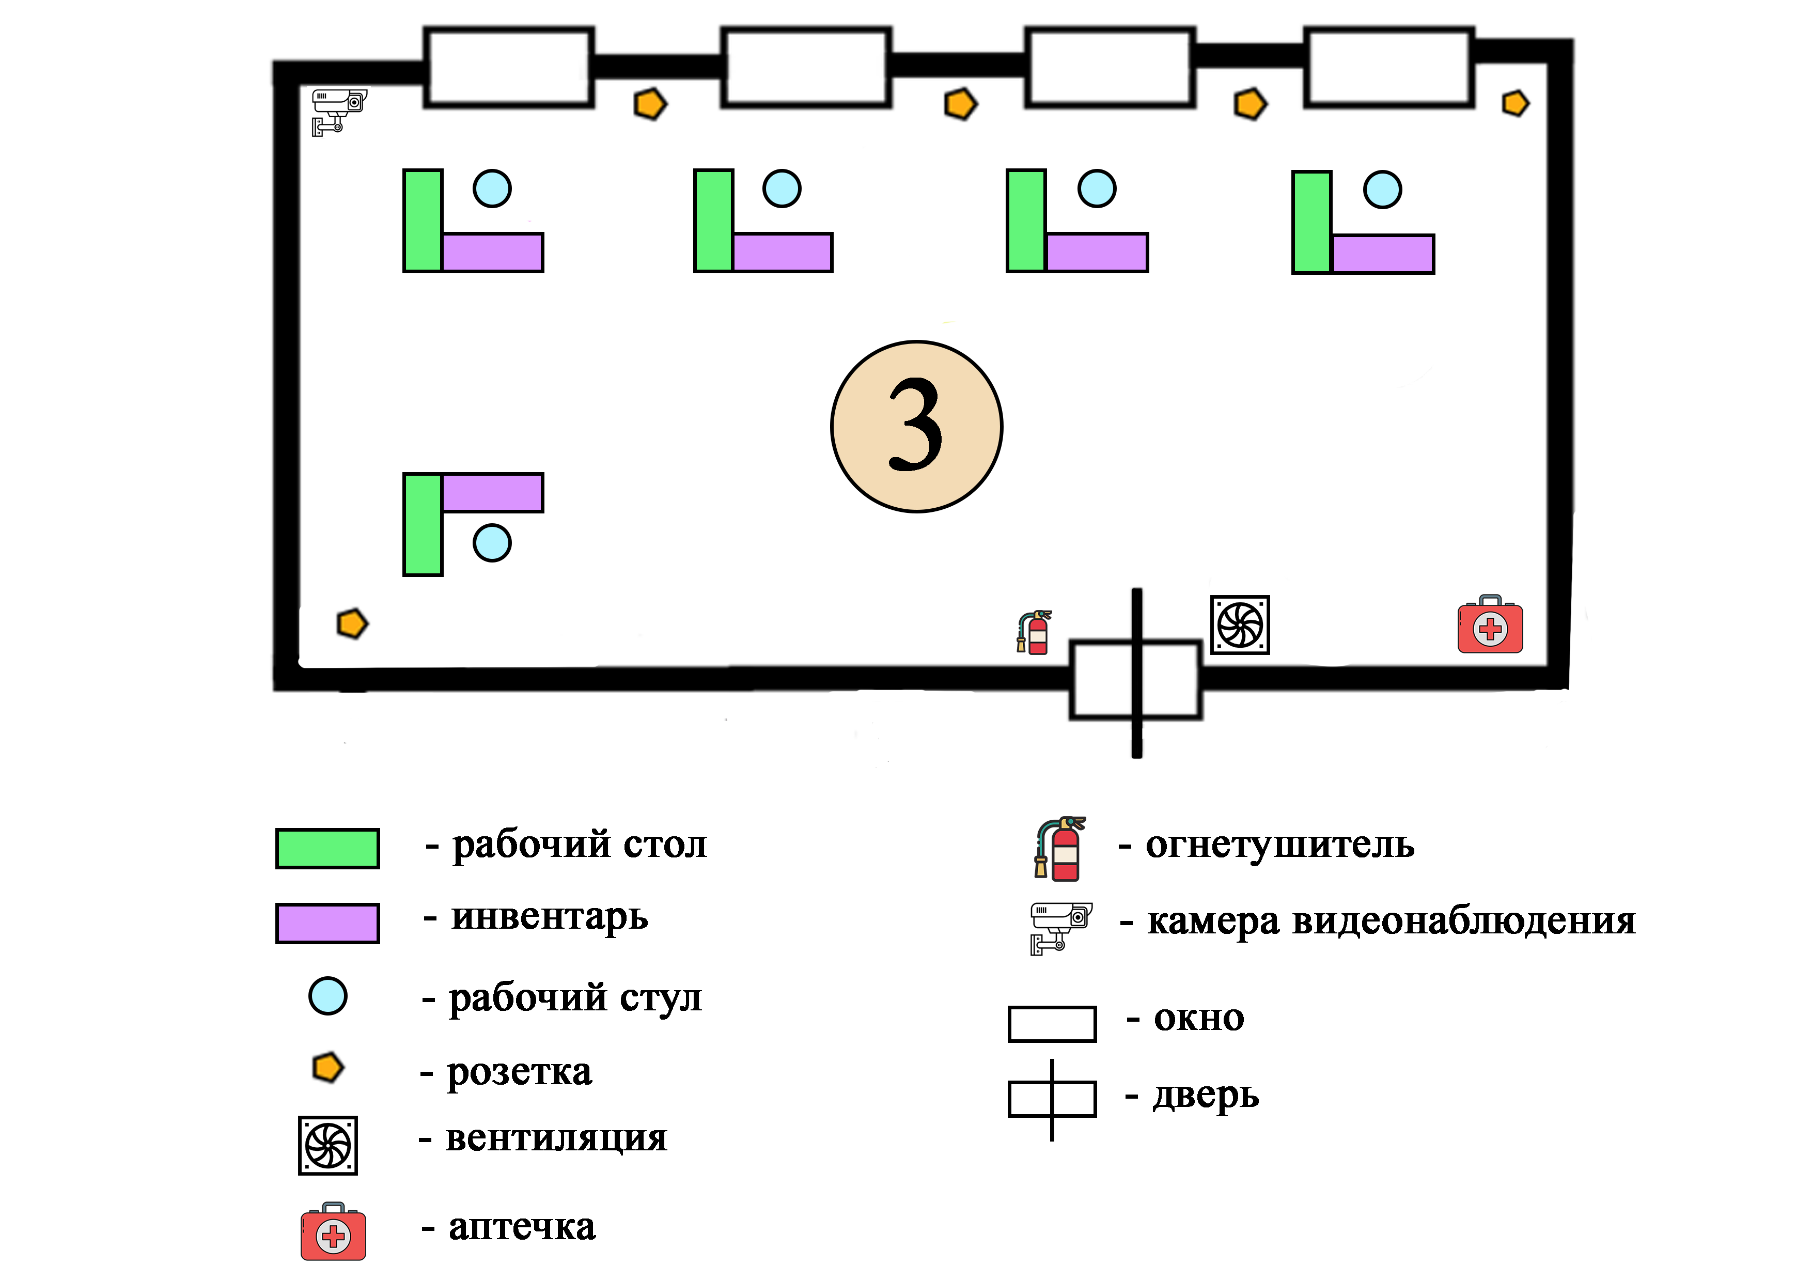 3
- рабочий стол
- инвентарь
- рабочий стул
- розетка
- вентиляция
- аптечка
- огнетушитель
- камера видеонаблюдения
- окно
- дверь